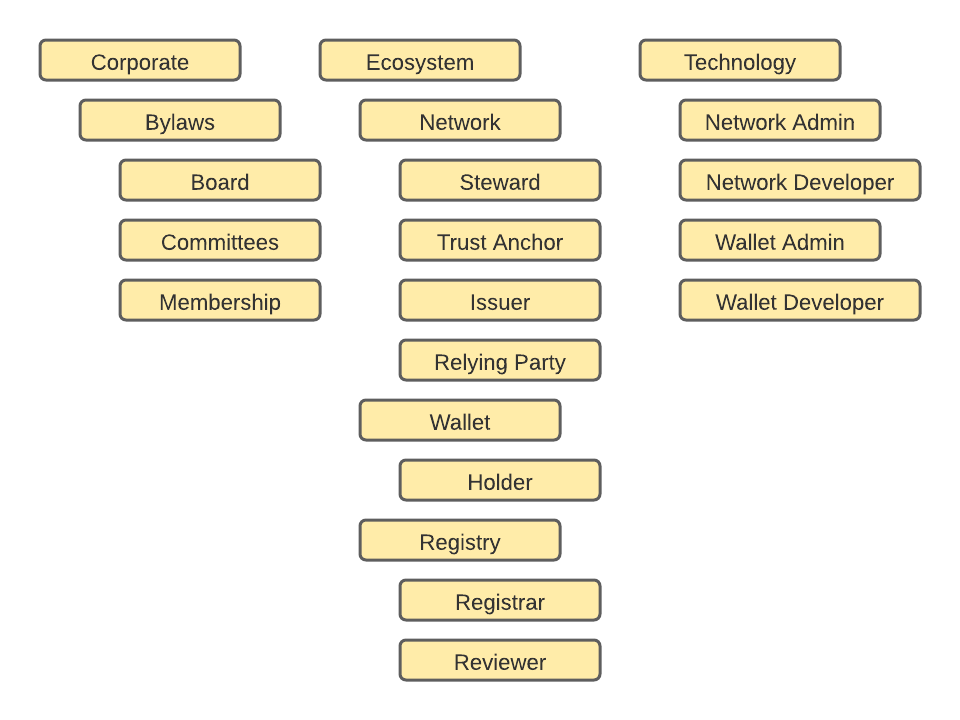 Corporate
Bylaws
Board
Committees
Membership
Ecosystem
Network
Steward
Trust Anchor
Issuer
Relying Party
Wallet
Holder
Registry
Registrar
Reviewer
Technology
Network Admin
Network Developer
Wallet Admin
Wallet Developer